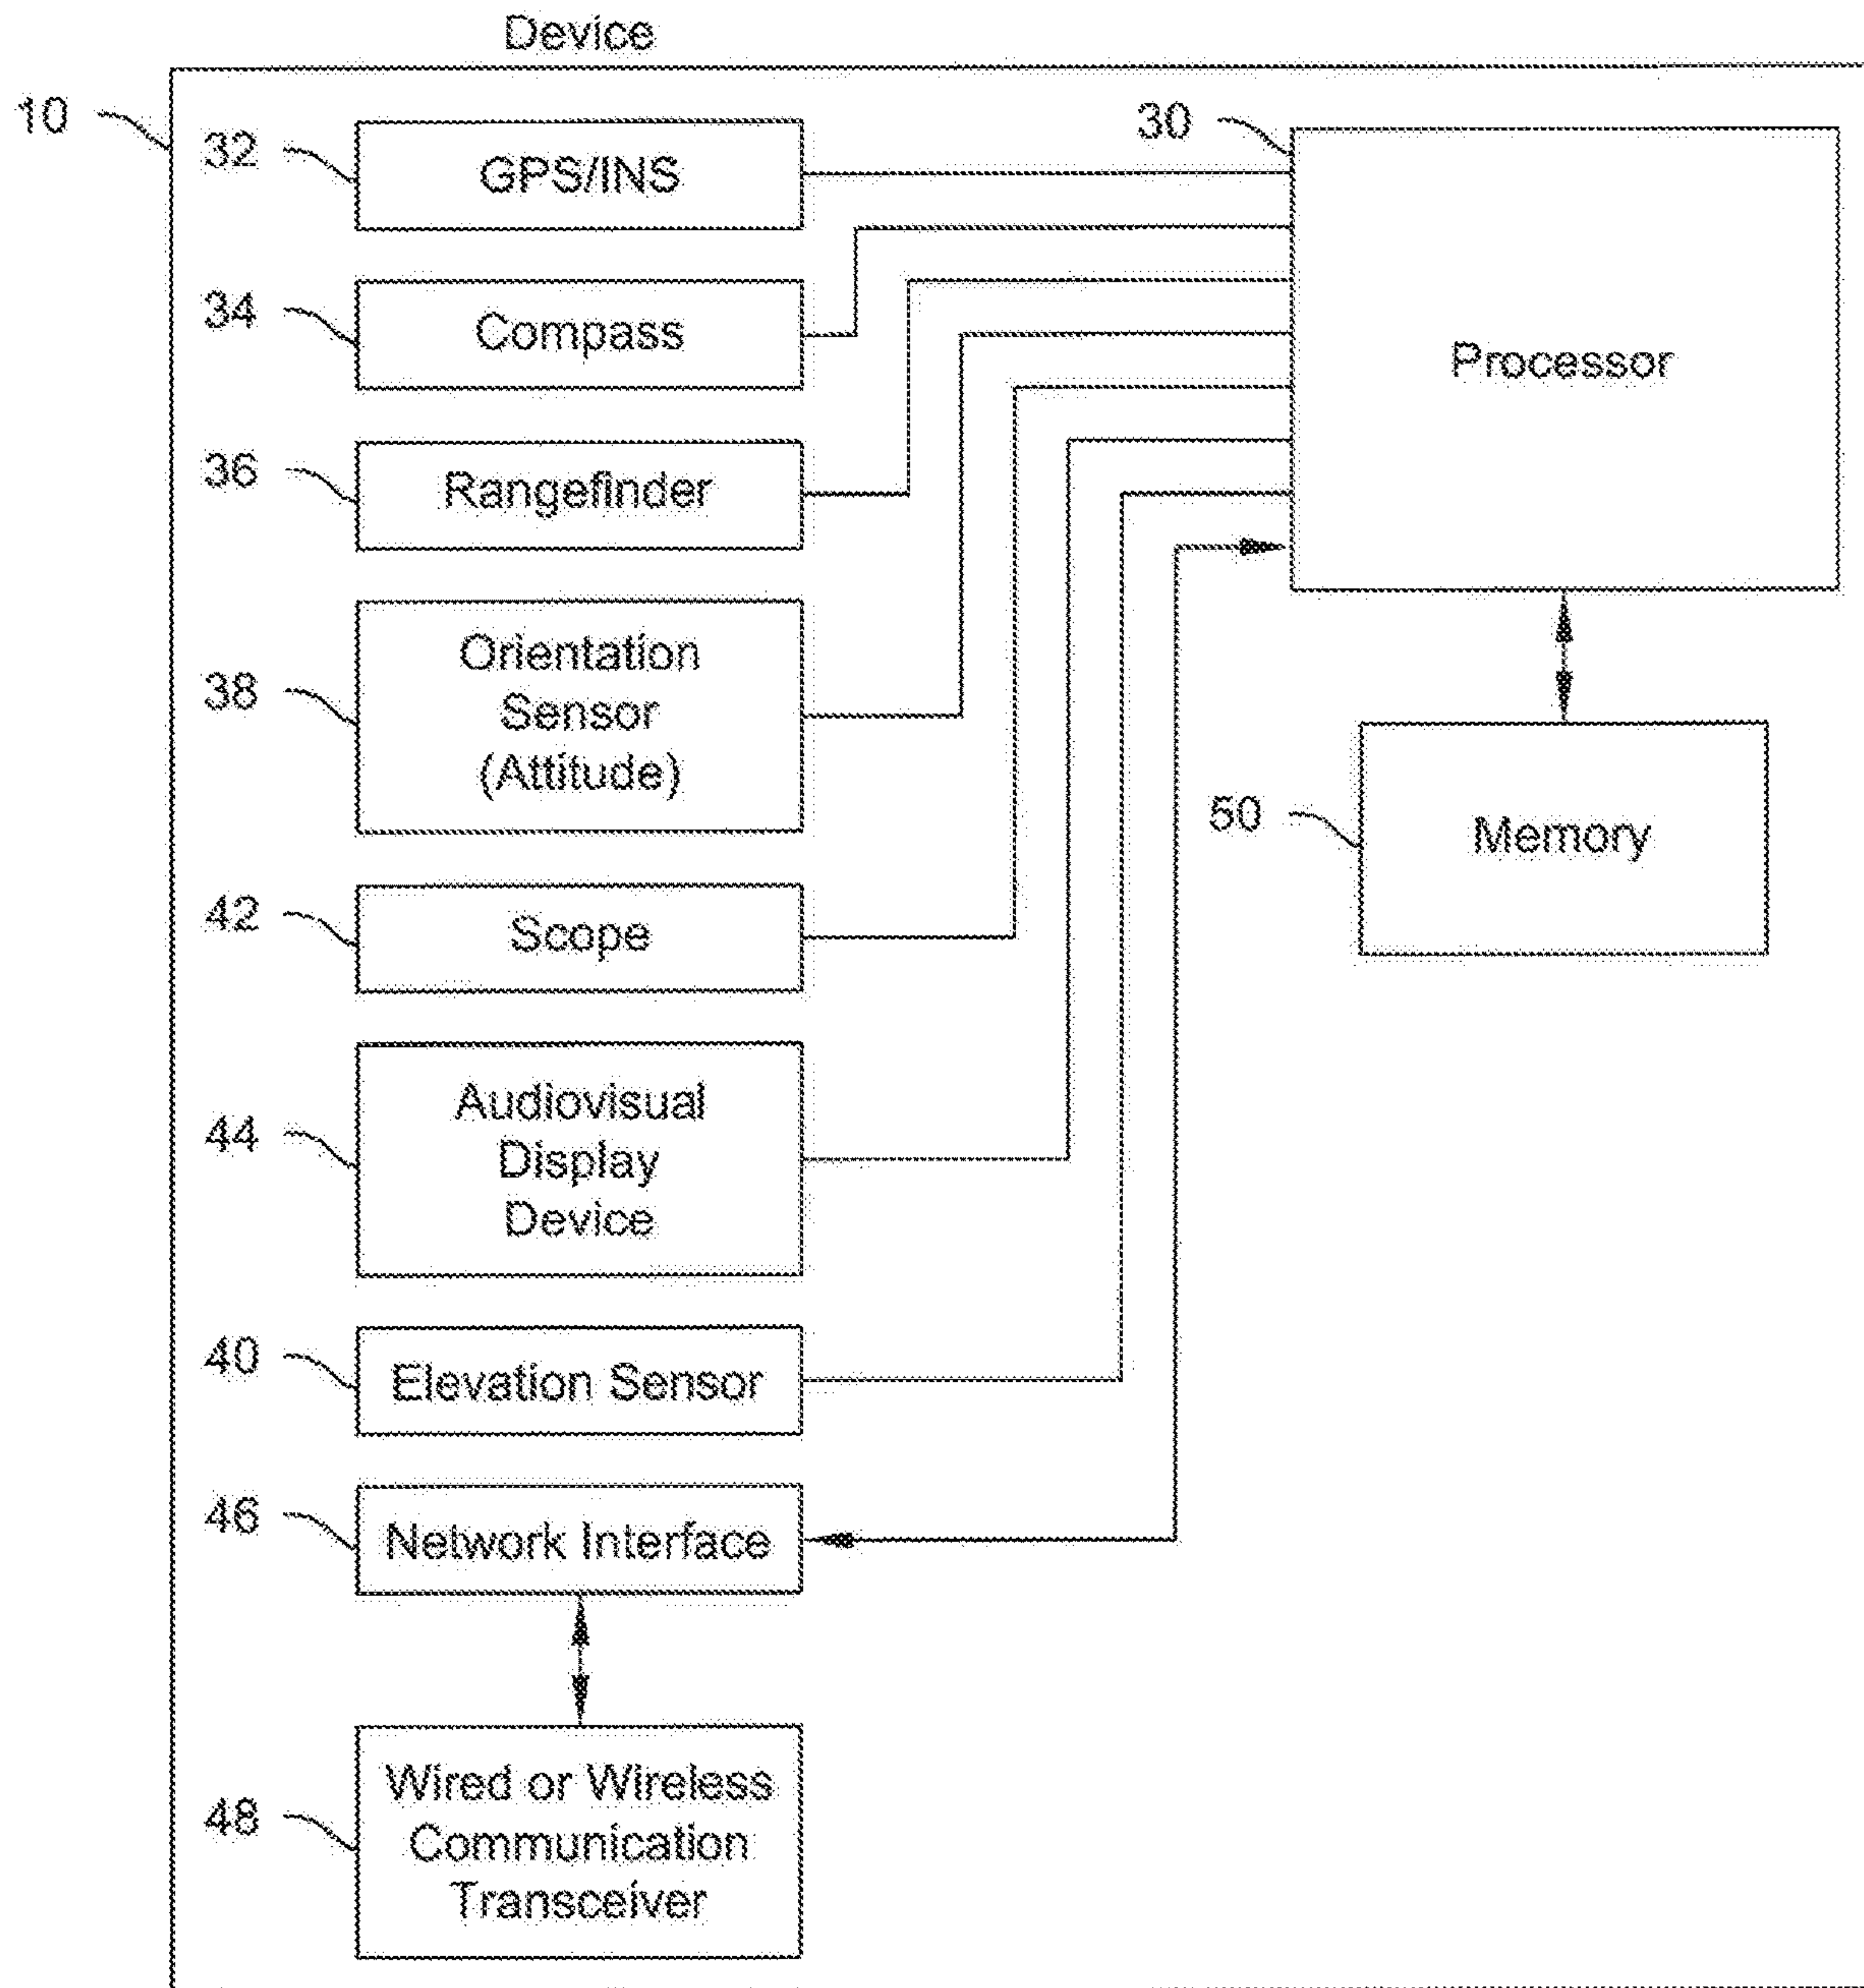 Device
10
32
GPS/INS
30
Processor
34
Compass
36
Rangefinder
38
Orientation
Sensor
(Attitude)
50
Memory
42
Scope
44
Audiovisual
Display
Device
40
Elevation Sensor
46
Network Interface
48
Wired or Wireless
Communication
Transceiver